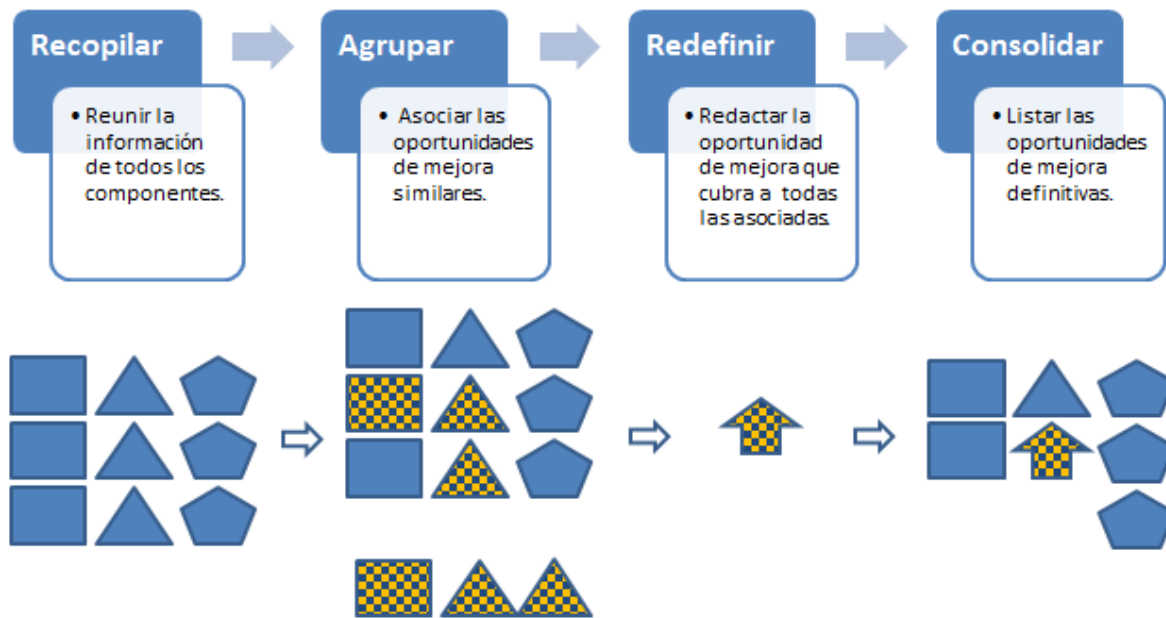 Recopilar
• Reunir la
información
de todos los
componentes.
Agrupar
• Asociar las
oportunidades
de mejora
similares.
Redefinir
• Redactar la
oportunidad
de mejora que
cubra a todas
las asociadas.
Consolidar
• Listar las
oportunidades
de mejora
definitivas.